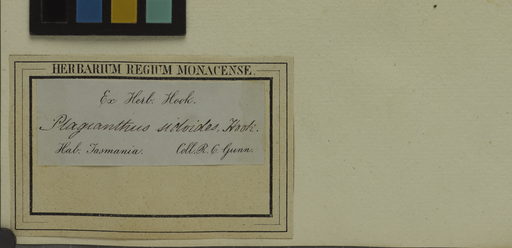 HERBARIUM REGIUM MONACENSE.
Ex Herb. Hook.
Plagianthus sidoides. Hook.
Hab. Tasmania. Coll. R. C. Gunn.